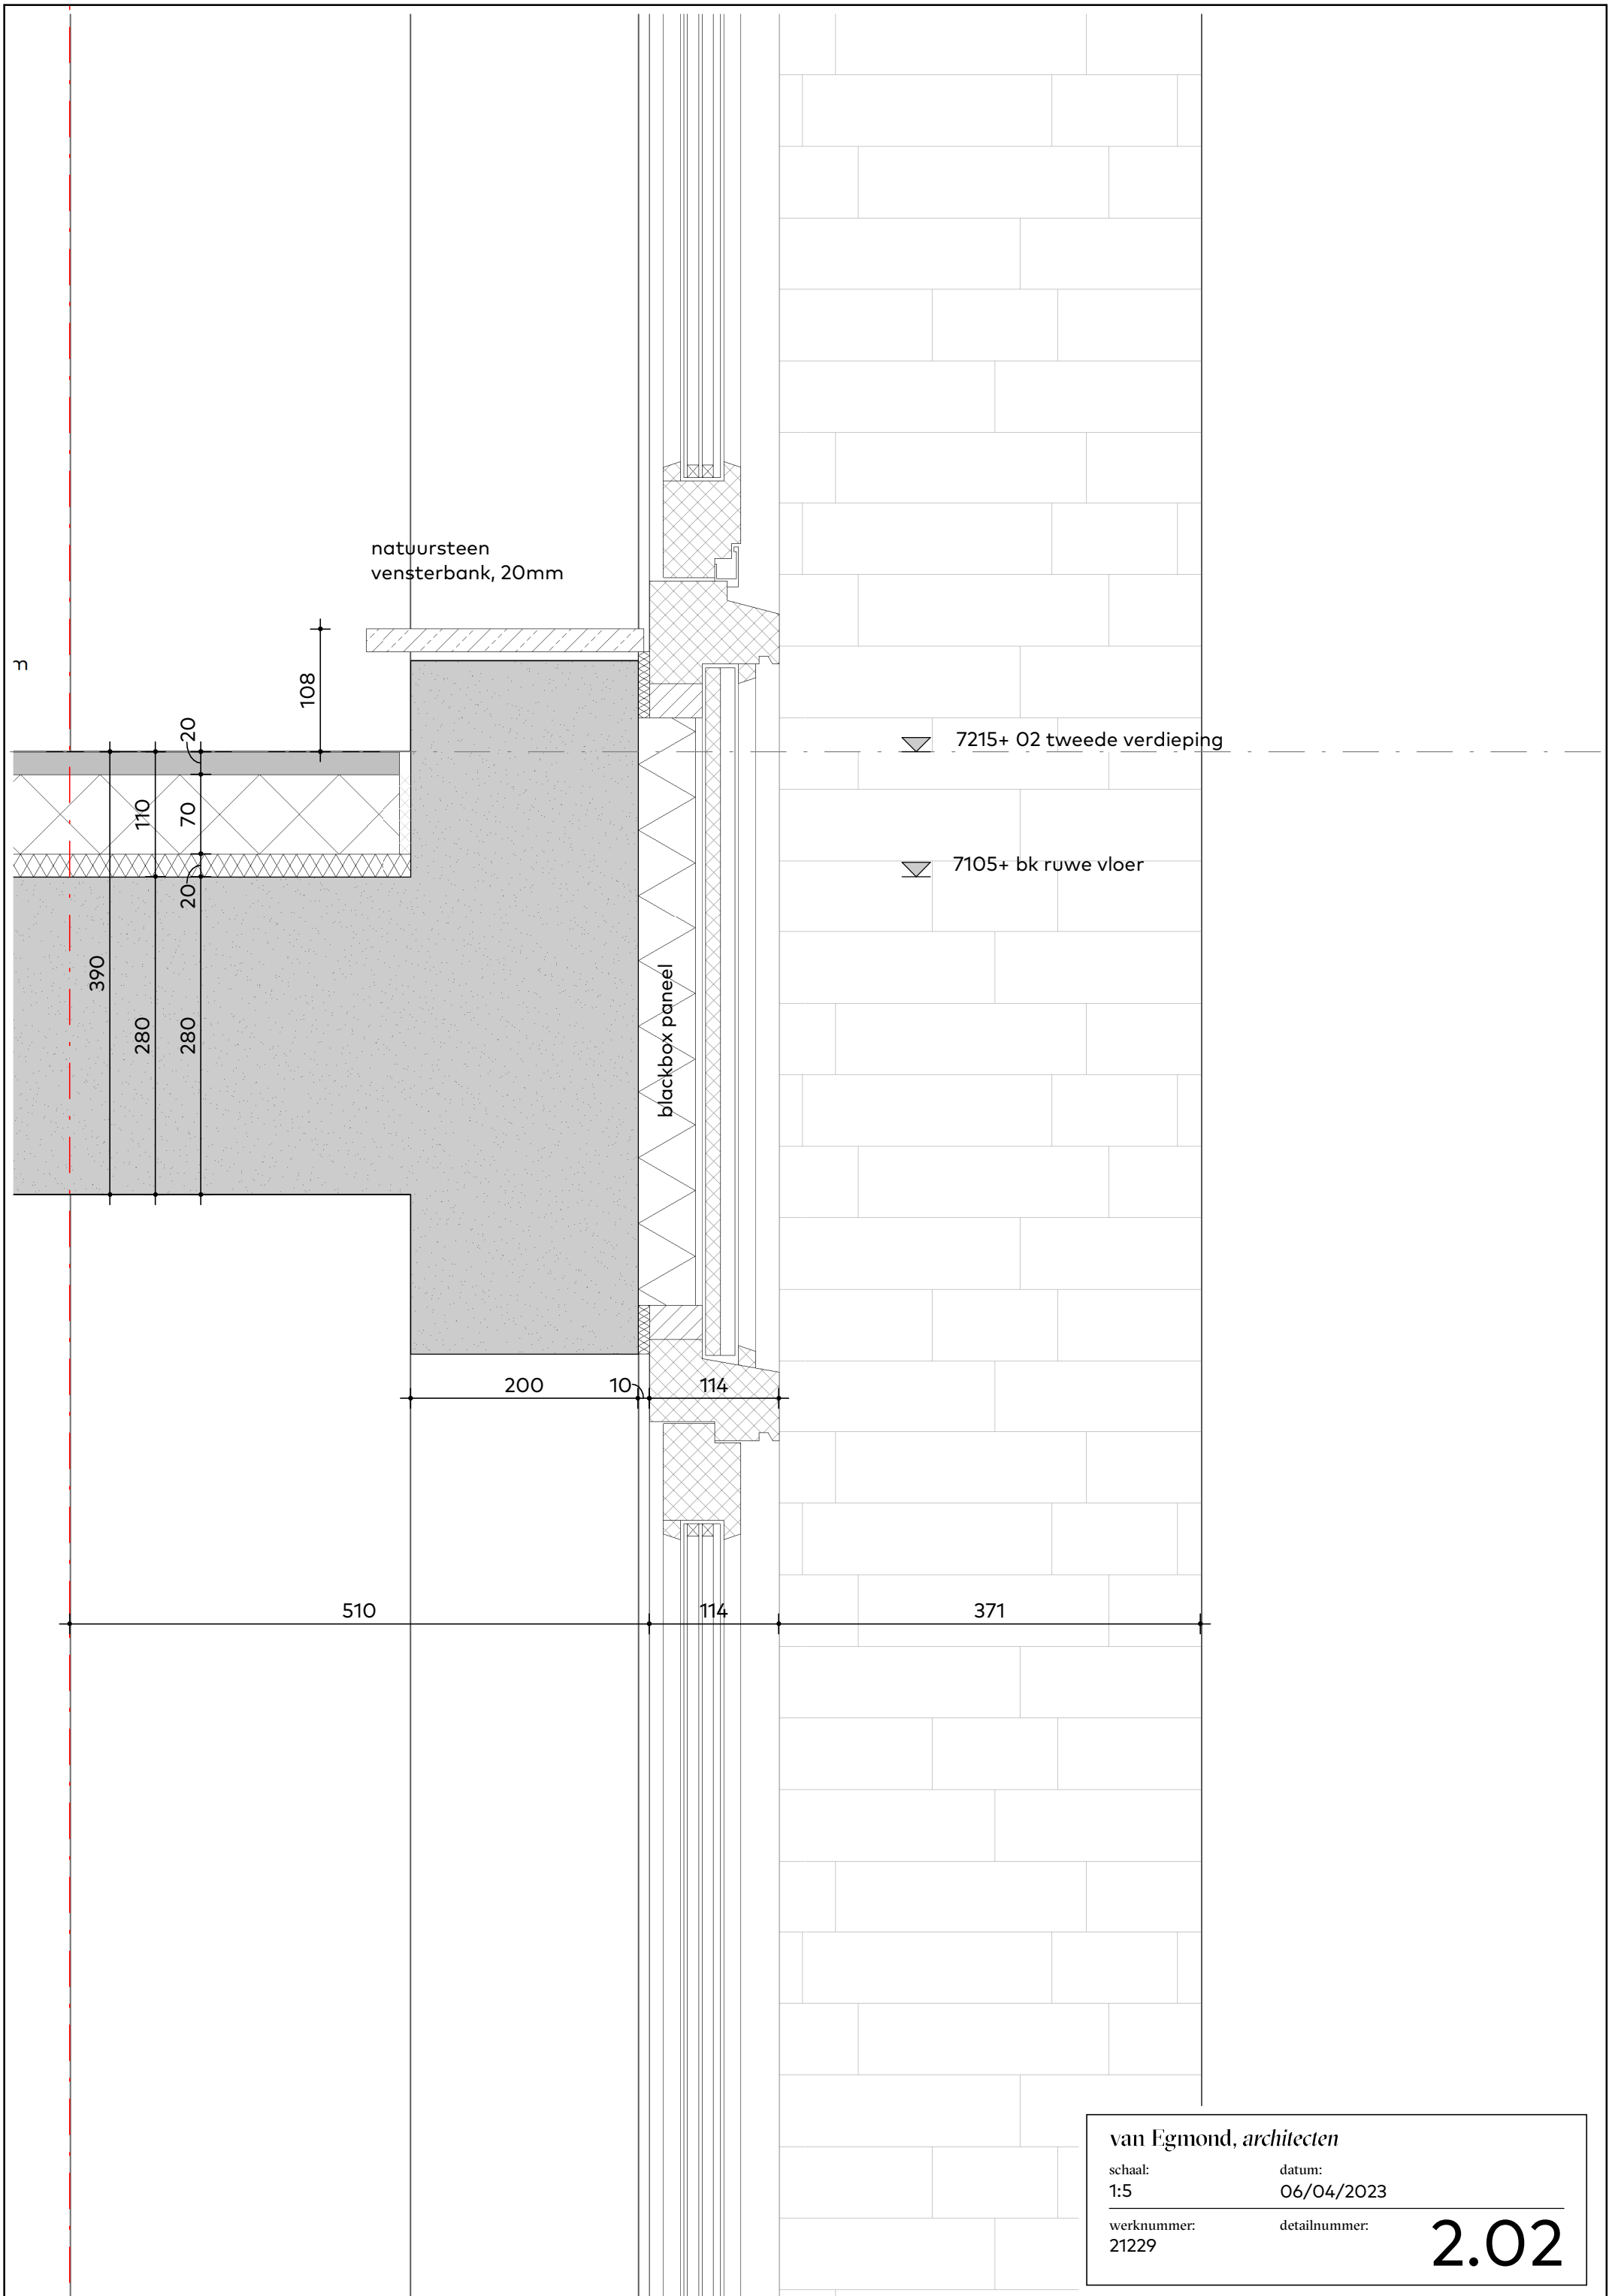 natuursteen
vensterbank, 20mm
m
108
20
110
70
20
390
280
280
7215+ 02 tweede verdieping
7105+ bk ruwe vloer
blackbox paneel
200
10
114
510
114
371
van Egmond, architecten
schaal:
1:5
datum:
06/04/2023
werknummer:
21229
detailnummer:
2.02